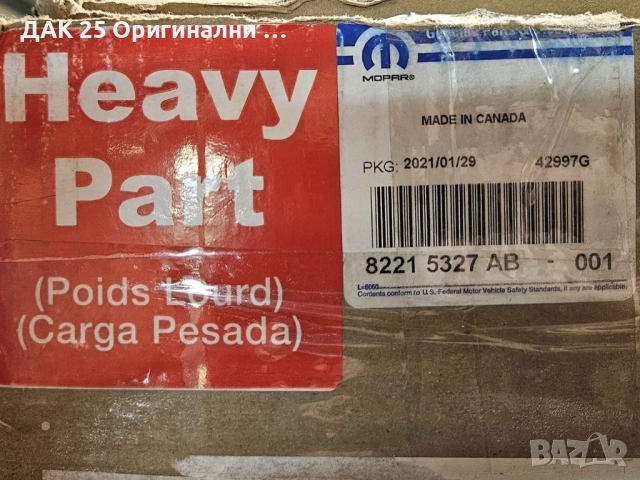 ДАК 25 Оригинални ...
Heavy
Part
(Poids Lourd)
(Carga Pesada)
MOPAR®
MADE IN CANADA
PKG: 2021/01/29 42997G
8221 5327 AB - 001
L=6060
Contents conform to U.S. Federal Motor Vehicle Safety Standards, if any are applicable.
BAZAR